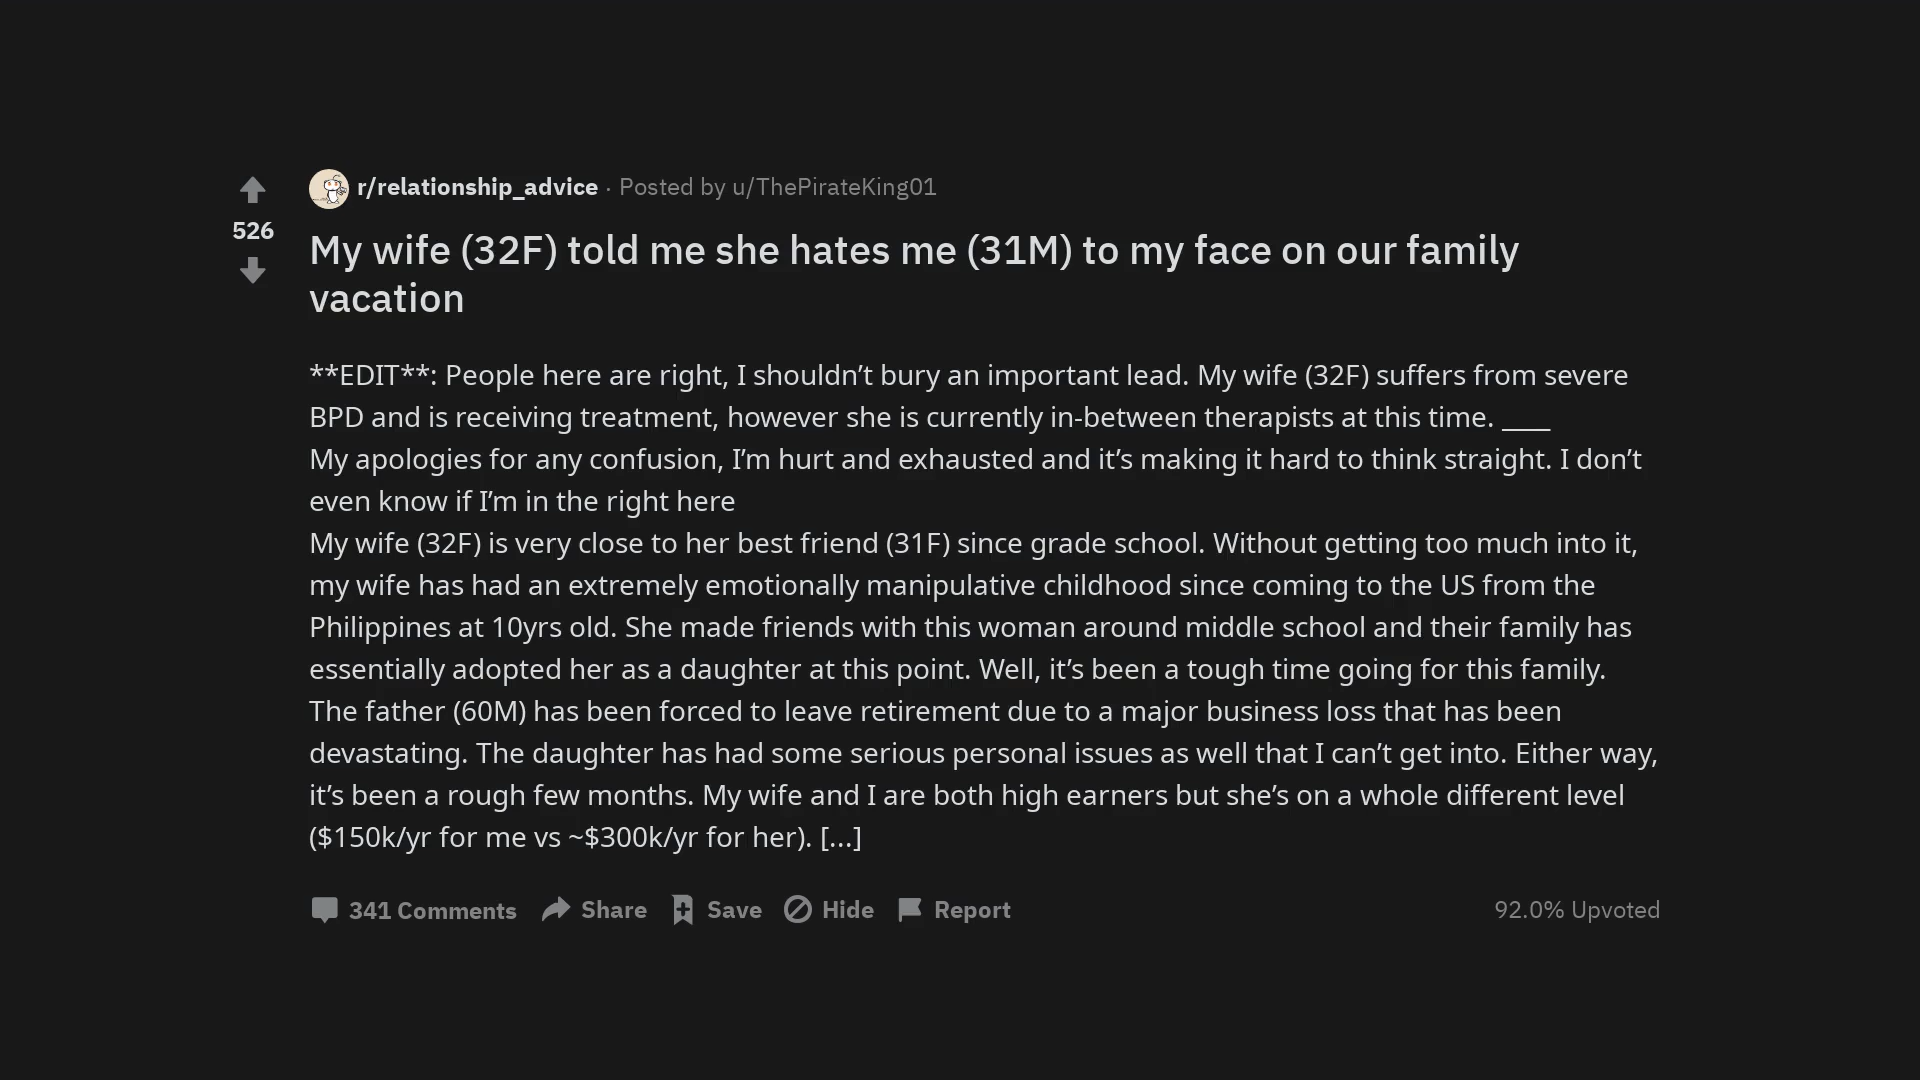 r/relationship_advice · Posted by u/ThePirateKing01
526
My wife (32F) told me she hates me (31M) to my face on our family
vacation
**EDIT**: People here are right, I shouldn’t bury an important lead. My wife (32F) suffers from severe
BPD and is receiving treatment, however she is currently in-between therapists at this time. ____
My apologies for any confusion, I’m hurt and exhausted and it’s making it hard to think straight. I don’t
even know if I’m in the right here
My wife (32F) is very close to her best friend (31F) since grade school. Without getting too much into it,
my wife has had an extremely emotionally manipulative childhood since coming to the US from the
Philippines at 10yrs old. She made friends with this woman around middle school and their family has
essentially adopted her as a daughter at this point. Well, it’s been a tough time going for this family.
The father (60M) has been forced to leave retirement due to a major business loss that has been
devastating. The daughter has had some serious personal issues as well that I can’t get into. Either way,
it’s been a rough few months. My wife and I are both high earners but she’s on a whole different level
($150k/yr for me vs ~$300k/yr for her). [...]
341 Comments Share Save Hide Report 92.0% Upvoted